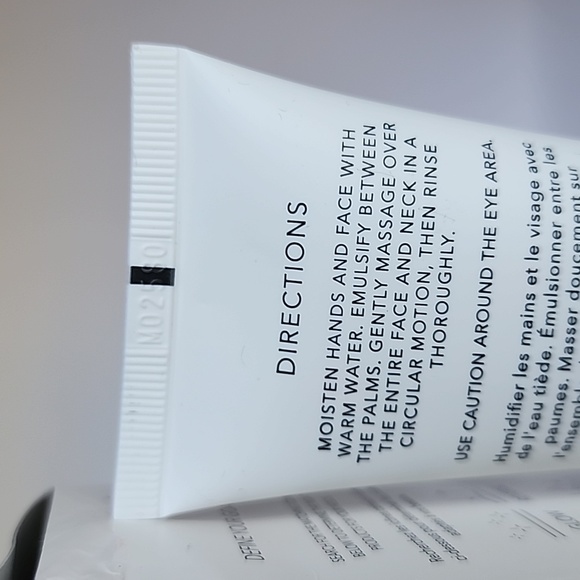 DIRECTIONS
MOISTEN HANDS AND FACE WITH
WARM WATER. EMULSIFY BETWEEN
THE PALMS. GENTLY MASSAGE OVER
THE ENTIRE FACE AND NECK IN A
CIRCULAR MOTION, THEN RINSE
THOROUGHLY.
USE CAUTION AROUND THE EYE AREA.
Humidifier les mains et le visage avec
de l'eau tiède. Émulsionner entre les
paumes. Masser doucement sur